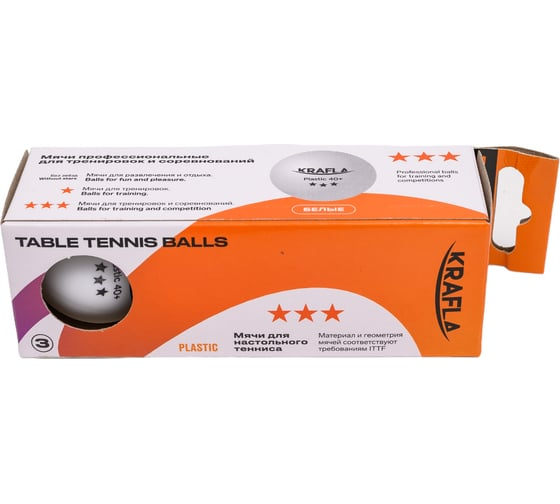 Мячи профессиональные
для тренировок и соревнований
Без звёзд
Without stars
Мячи для развлечения и отдыха.
Balls for fun and pleasure.
Мячи для тренировок.
Balls for training.
Мячи для тренировок и соревнований.
Balls for training and competition
KRAFLA
Plastic 40+
БЕЛЫЕ
Professional balls
for training and
competitions
TABLE TENNIS BALLS
stic 40+
KRAFLA
3
PLASTIC
Мячи для
настольного
тенниса
Материал и геометрия
мячей соответствуют
требованиям ITTF